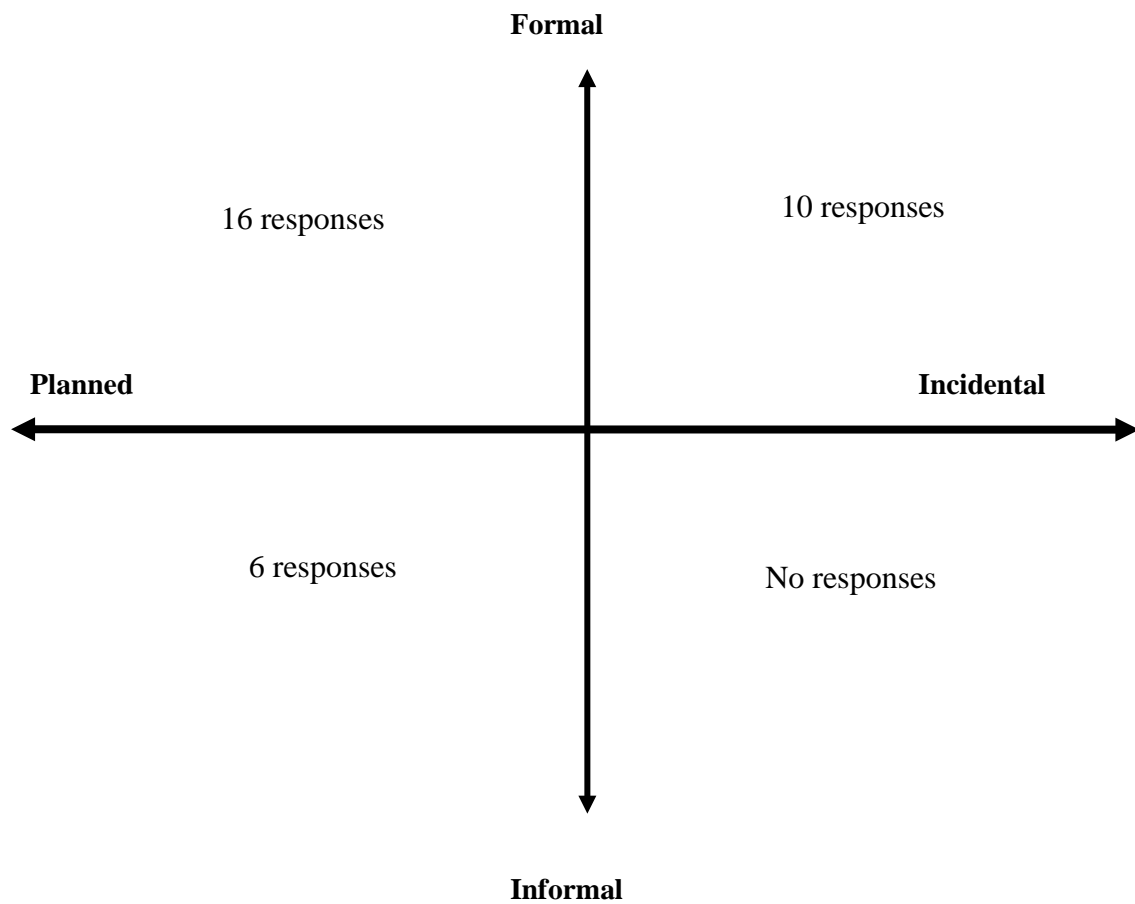 Formal
16 responses
10 responses
Planned
Incidental
6 responses
No responses
Informal